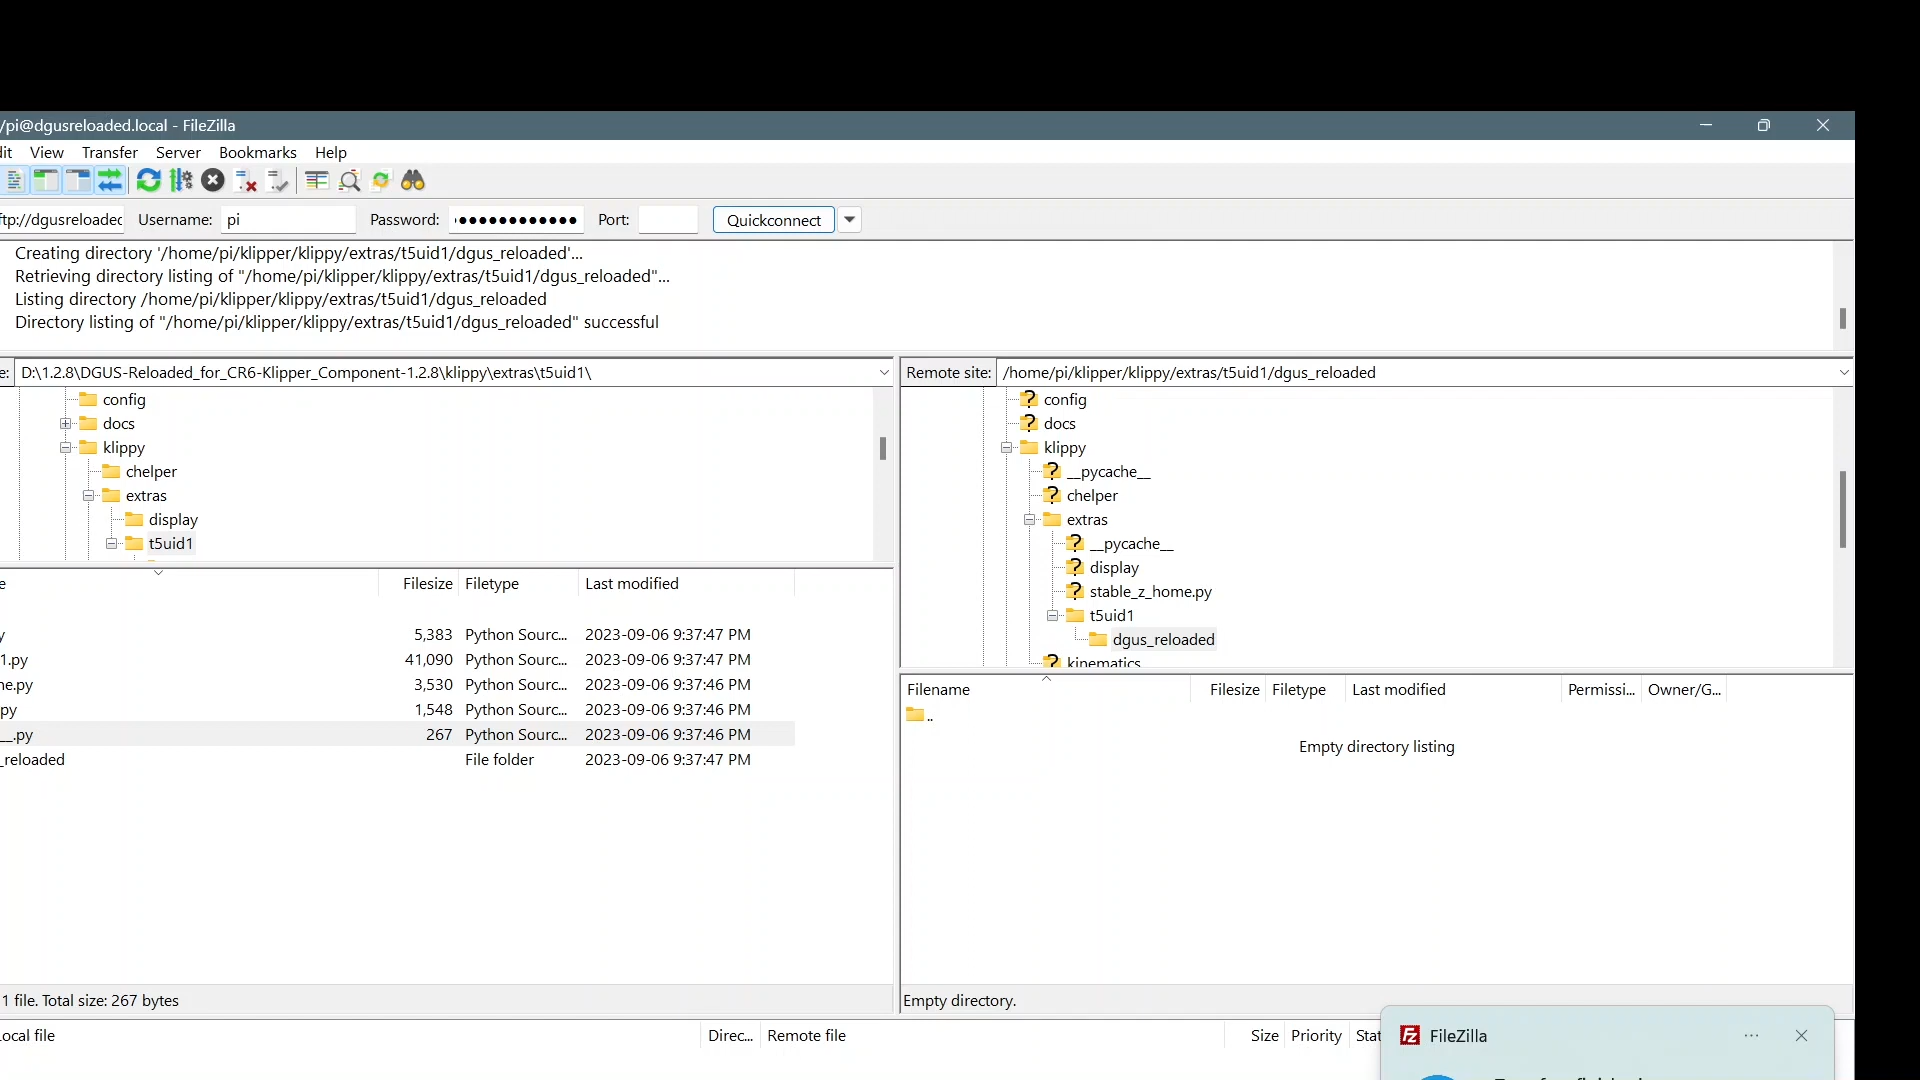 /pi@dgusreloaded.local - FileZilla
dit View Transfer Server Bookmarks Help
ftp://dgusreloadec Username: pi Password: ●●●●●●●●●●●● Port: Quickconnect
Creating directory '/home/pi/klipper/klippy/extras/t5uid1/dgus_reloaded'...
Retrieving directory listing of "/home/pi/klipper/klippy/extras/t5uid1/dgus_reloaded"...
Listing directory /home/pi/klipper/klippy/extras/t5uid1/dgus_reloaded
Directory listing of "/home/pi/klipper/klippy/extras/t5uid1/dgus_reloaded" successful
e: D:\1.2.8\DGUS-Reloaded_for_CR6-Klipper_Component-1.2.8\klippy\extras\t5uid1\
config
docs
klippy
chelper
extras
display
t5uid1
e Filesize Filetype Last modified
y 5,383 Python Sourc... 2023-09-06 9:37:47 PM
1.py 41,090 Python Sourc... 2023-09-06 9:37:47 PM
ne.py 3,530 Python Sourc... 2023-09-06 9:37:46 PM
py 1,548 Python Sourc... 2023-09-06 9:37:46 PM
__.py 267 Python Sourc... 2023-09-06 9:37:46 PM
_reloaded File folder 2023-09-06 9:37:47 PM
1 file. Total size: 267 bytes
Remote site: /home/pi/klipper/klippy/extras/t5uid1/dgus_reloaded
? config
? docs
klippy
? __pycache__
? chelper
extras
? __pycache__
? display
? stable_z_home.py
t5uid1
dgus_reloaded
? kinematics
Filename Filesize Filetype Last modified Permissi... Owner/G...
..
Empty directory listing
Empty directory.
ocal file Direc... Remote file Size Priority Stat
FZ FileZilla ...